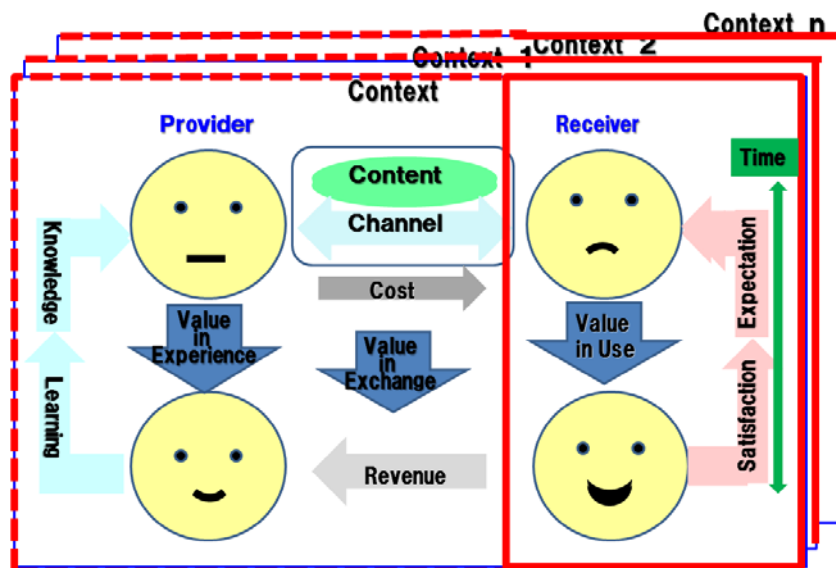 Context n
Context 1
Context 2
Context
Provider
Receiver
Time
Content
Channel
Knowledge
Expectation
Cost
Value
in
Experience
Value
in
Exchange
Value
in Use
Learning
Satisfaction
Revenue